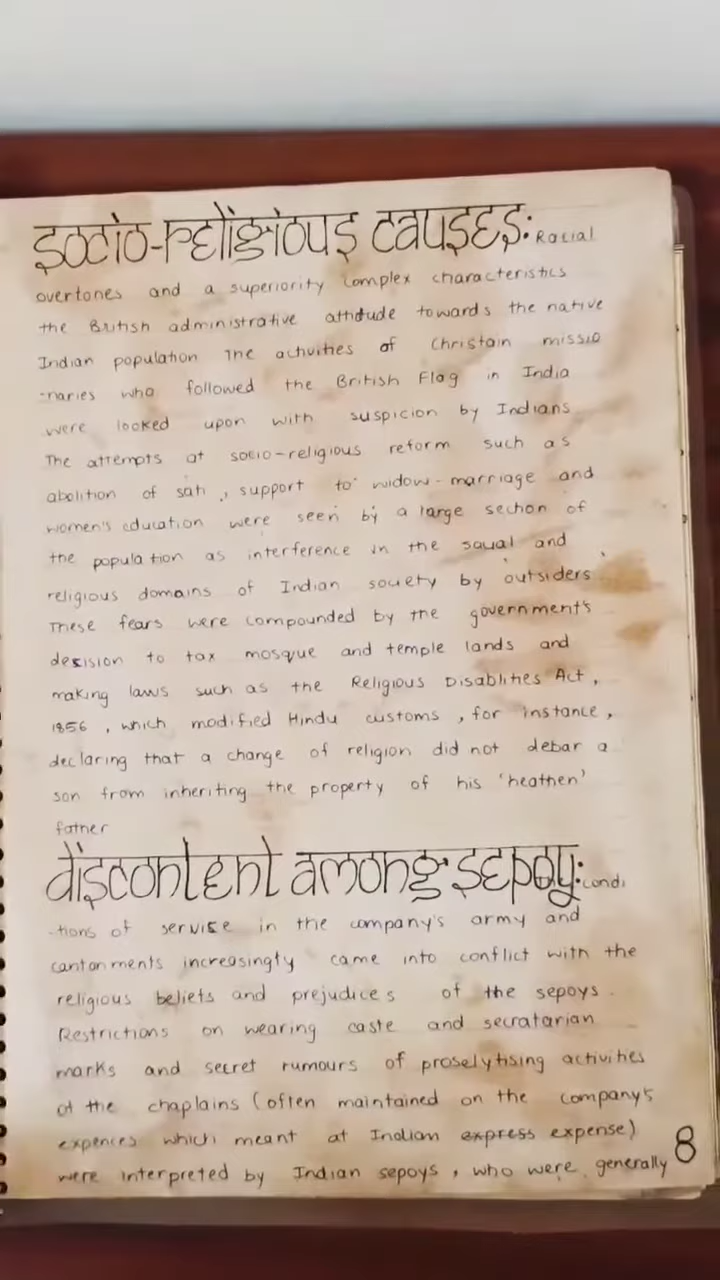 socio-religious causes: Racial
overtones and a superiority complex characteristics
the British administrative attidude towards the native
Indian population The activities of Christain missio
-naries who followed the British Flag in India
were looked upon with suspicion by Indians
The attempts at socio-religious reform such as
abolition of sati, support to widow-marriage and
women's education were seen by a large section of
the population as interference in the soual and
religious domains of Indian society by 'outsiders'
These fears were compounded by the government's
decision to tax mosque and temple lands and
making laws such as the Religious Disablities Act,
1856, which modified Hindu customs, for instance,
declaring that a change of religion did not debar a
son from inheriting the property of his 'heathen'
father
discontent among sepoy: condi
-tions of service in the company's army and
cantonments increasingly came into conflict with the
religious beliefs and prejudices of the sepoys.
Restrictions on wearing caste and secratarian
marks and secret rumours of proselytising activities
of the chaplains (often maintained on the company's
expences which meant at Indian express expense)
were interpreted by Indian sepoys, who were generally
8